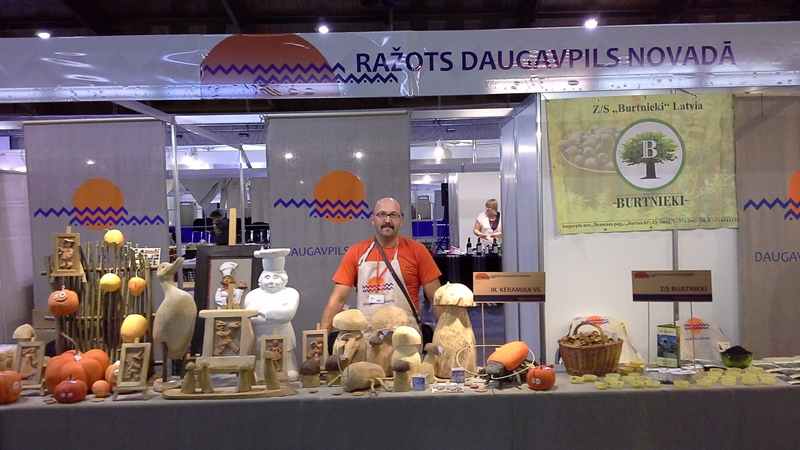 RAŽOTS DAUGAVPILS NOVADĀ
Z/S „Burtnieki" Latvia
B
-BURTNIEKI-
DAUGAVPILS
DAUGAV
IK KERAMIKA VG
Z/S BURTNIEKI